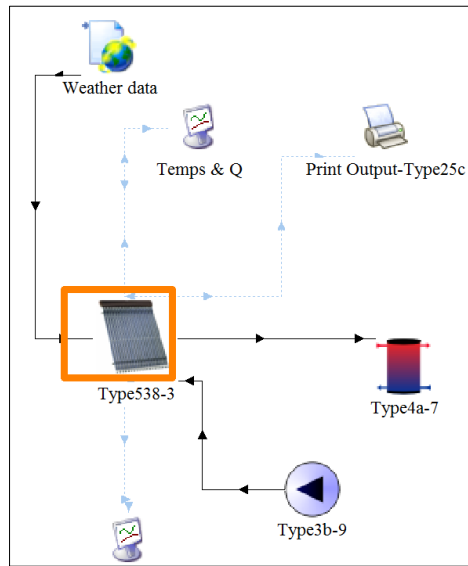 Weather data
Temps & Q
Print Output-Type25c
Type538-3
Type4a-7
Type3b-9